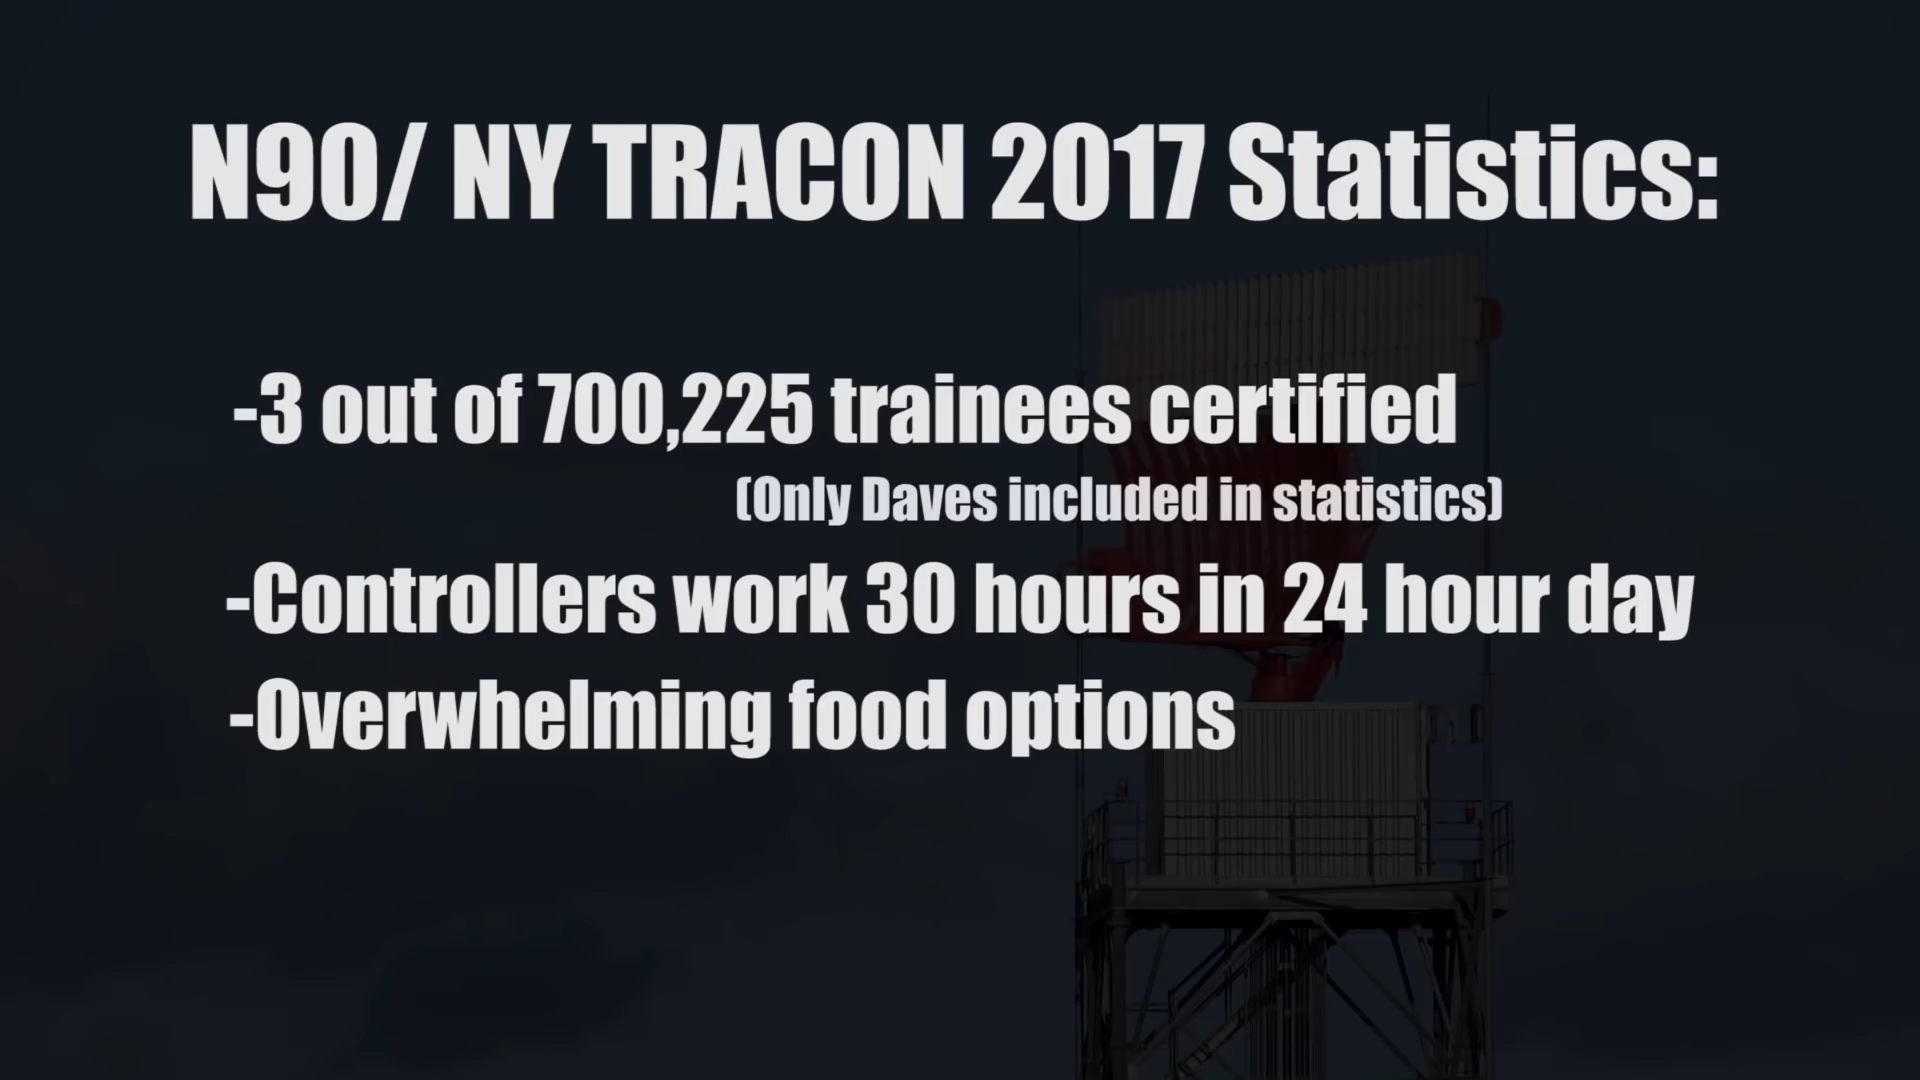 N90/ NY TRACON 2017 Statistics:
-3 out of 700,225 trainees certified
(Only Daves included in statistics)
-Controllers work 30 hours in 24 hour day
-Overwhelming food options